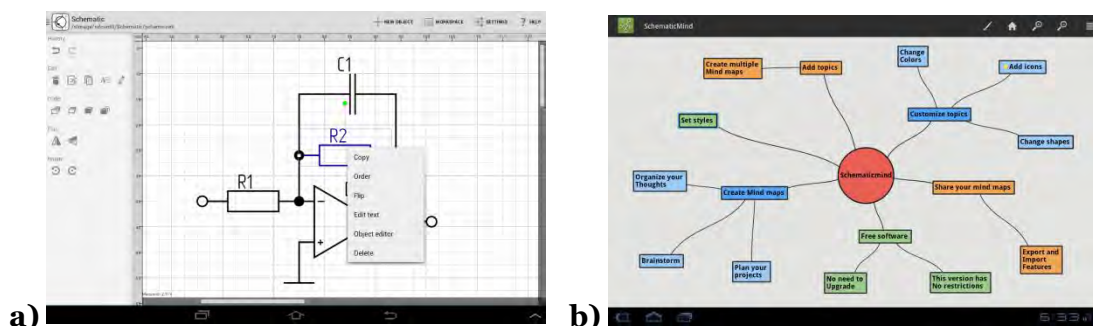 Schematic
NEW OBJECT
WORKSPACE
SETTINGS
? HELP
Edit
C1
R2
R1
Copy
Order
Flip
Edit text
Object editor
Delete
a)
SchematicMind
Create multiple
Mind maps
Add topics
Change
Colors
Add icons
Set styles
Customize topics
Change shapes
Organize your
Thoughts
Create Mind maps
Schematicmind
Share your mind maps
Free software
Brainstorm
Plan your
projects
No need to
Upgrade
This version has
No restrictions
Export and
Import
Features
b)